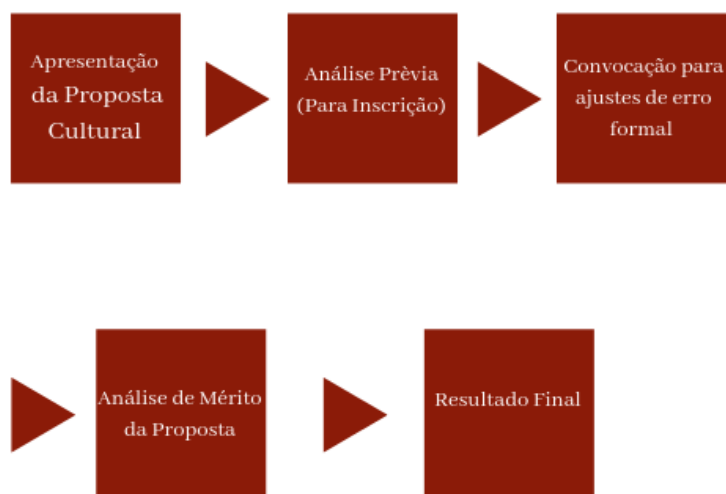 Apresentação
da Proposta
Cultural
Análise Prèvia
(Para Inscrição)
Convocação para
ajustes de erro
formal
Análise de Mérito
da Proposta
Resultado Final